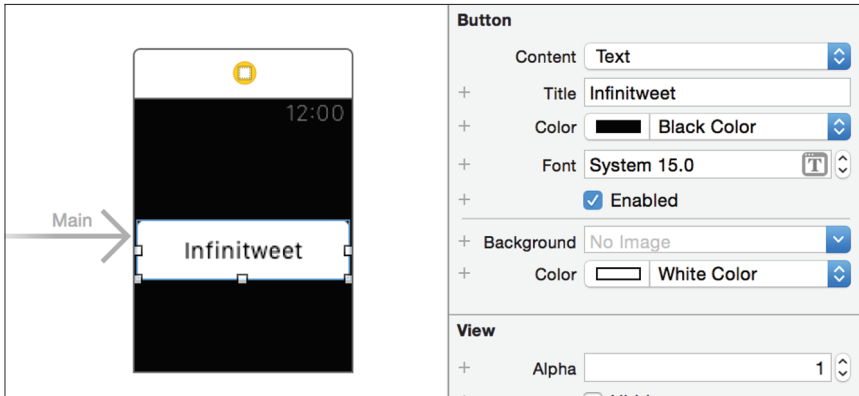 12:00
Main
Infinitweet
Button
Content Text
Title Infinitweet
Color Black Color
Font System 15.0 T
Enabled
Background No Image
Color White Color
View
Alpha 1